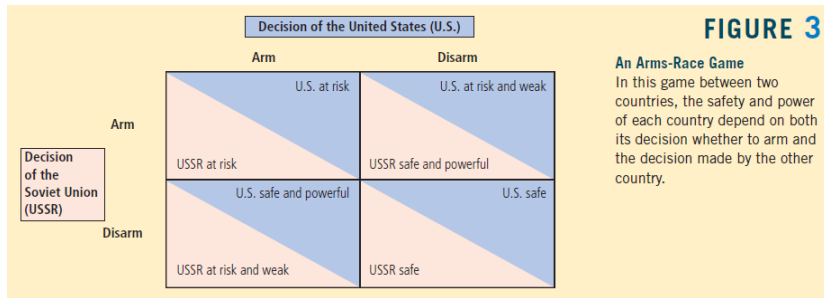 Decision of the United States (U.S.)
Arm
Disarm
Arm
U.S. at risk
USSR at risk
U.S. at risk and weak
USSR safe and powerful
Decision
of the
Soviet Union
(USSR)
Disarm
U.S. safe and powerful
USSR at risk and weak
U.S. safe
USSR safe
FIGURE 3
An Arms-Race Game
In this game between two
countries, the safety and power
of each country depend on both
its decision whether to arm and
the decision made by the other
country.